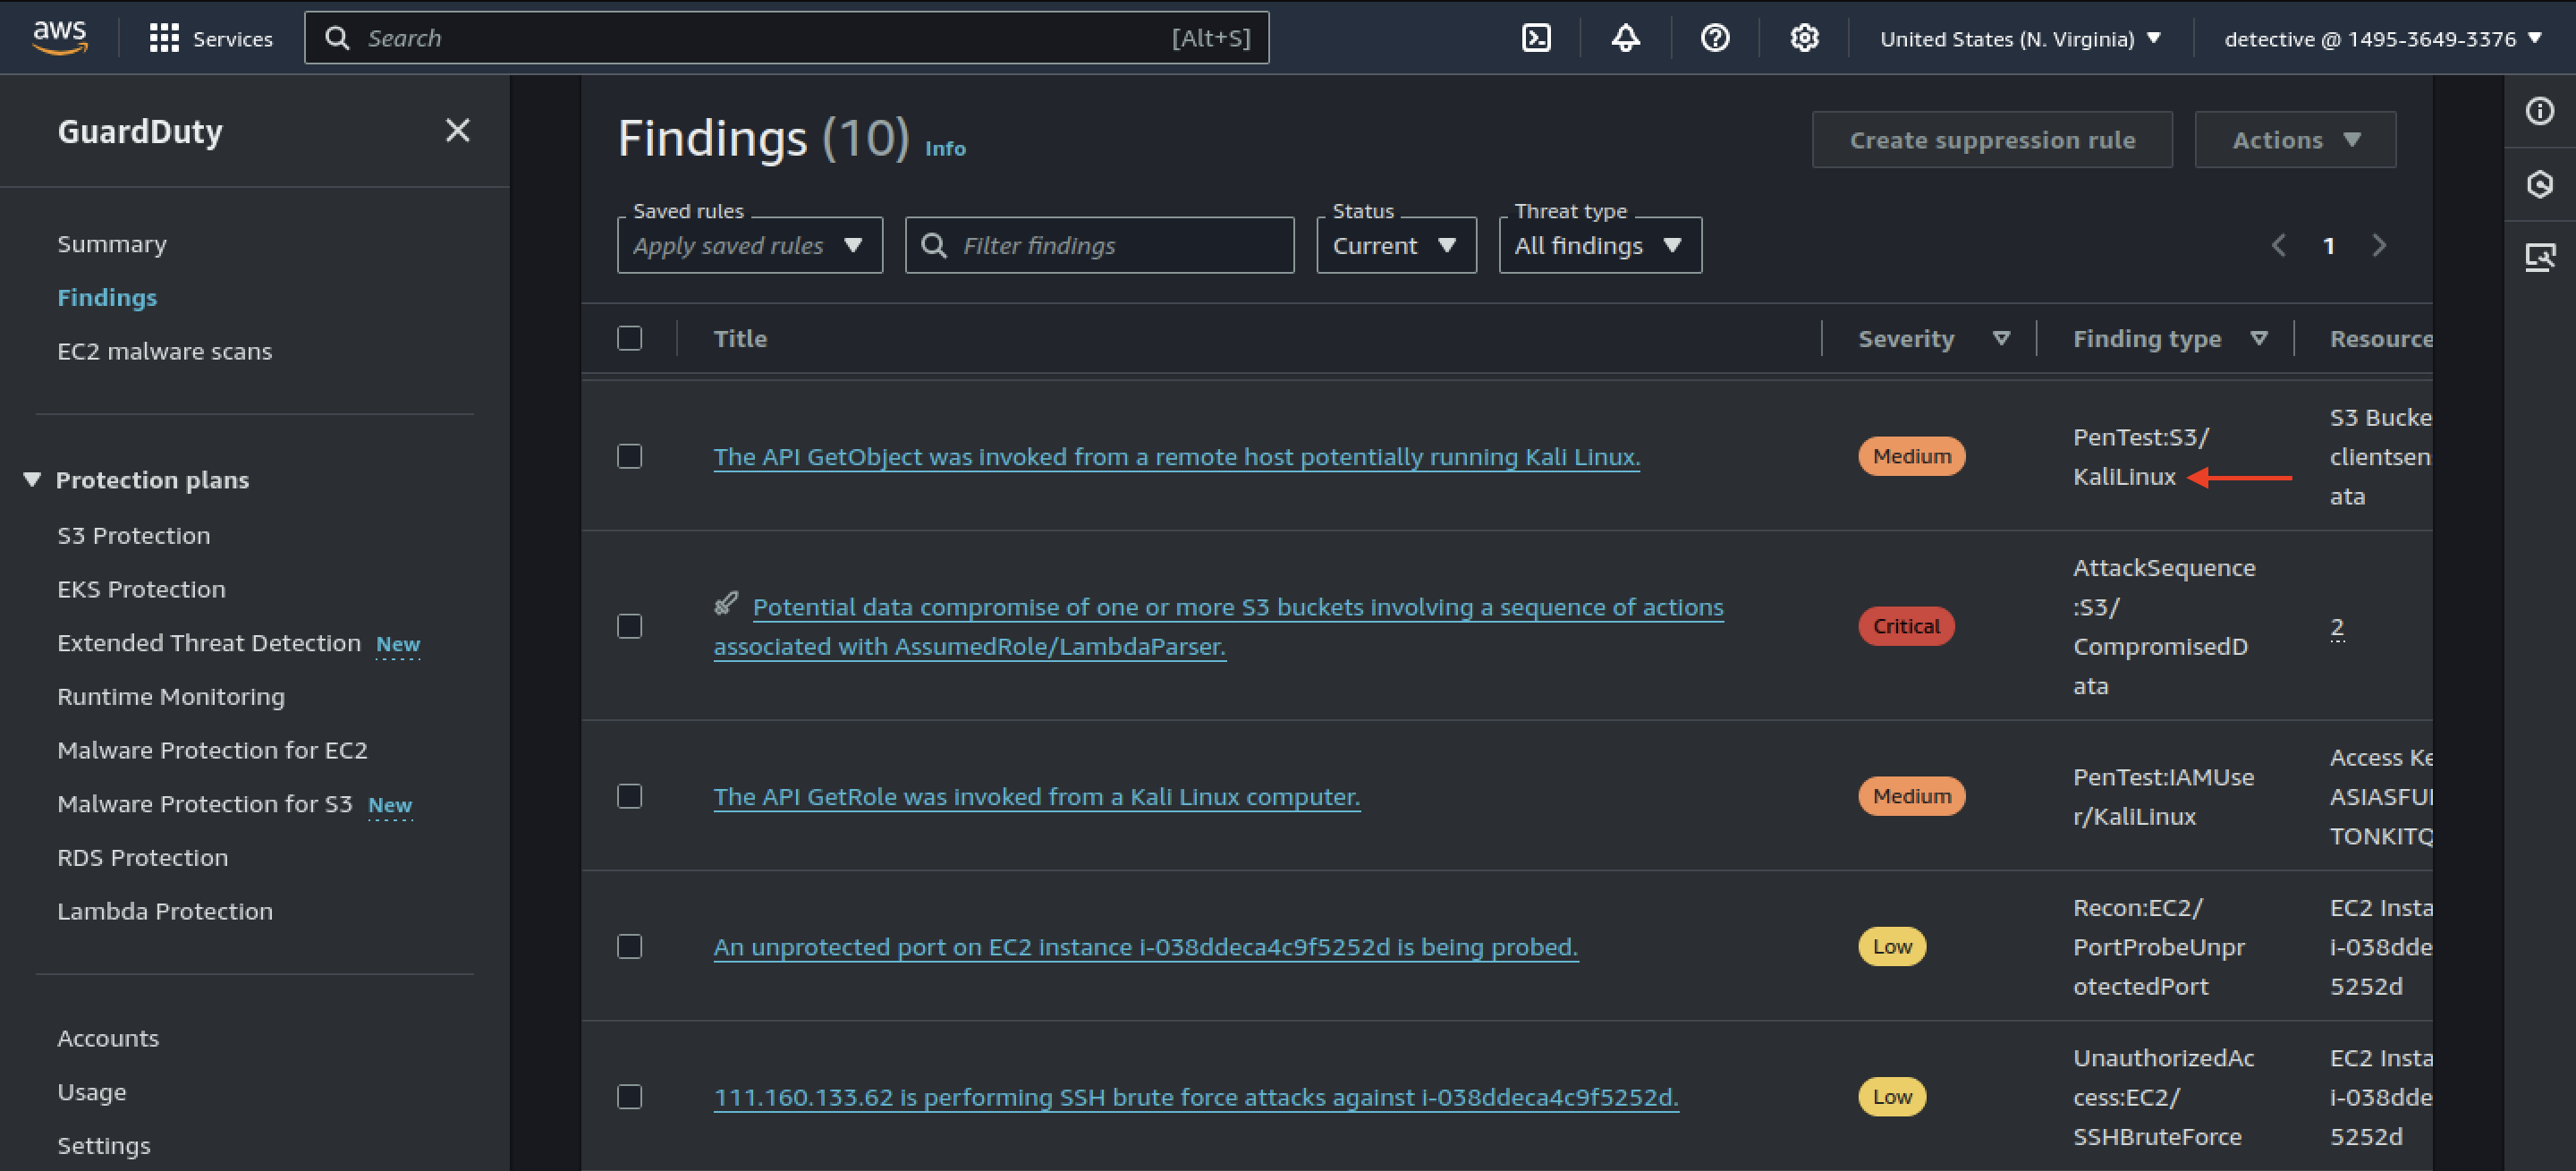 aws
Services
Search
[Alt+S]
United States (N. Virginia)
detective @ 1495-3649-3376
GuardDuty
Summary
Findings
EC2 malware scans
Protection plans
S3 Protection
EKS Protection
Extended Threat Detection New
Runtime Monitoring
Malware Protection for EC2
Malware Protection for S3 New
RDS Protection
Lambda Protection
Accounts
Usage
Settings
Findings (10) Info
Create suppression rule
Actions
Saved rules
Apply saved rules
Filter findings
Status
Current
Threat type
All findings
1
Title
Severity
Finding type
Resource
The API GetObject was invoked from a remote host potentially running Kali Linux.
Medium
PenTest:S3/
KaliLinux
S3 Bucke
clientsen
ata
Potential data compromise of one or more S3 buckets involving a sequence of actions
associated with AssumedRole/LambdaParser.
Critical
AttackSequence
:S3/
CompromisedD
ata
2
The API GetRole was invoked from a Kali Linux computer.
Medium
PenTest:IAMUse
r/KaliLinux
Access Ke
ASIASFUI
TONKITQ
An unprotected port on EC2 instance i-038ddeca4c9f5252d is being probed.
Low
Recon:EC2/
PortProbeUnpr
otectedPort
EC2 Insta
i-038dde
5252d
111.160.133.62 is performing SSH brute force attacks against i-038ddeca4c9f5252d.
Low
UnauthorizedAc
cess:EC2/
SSHBruteForce
EC2 Insta
i-038dde
5252d